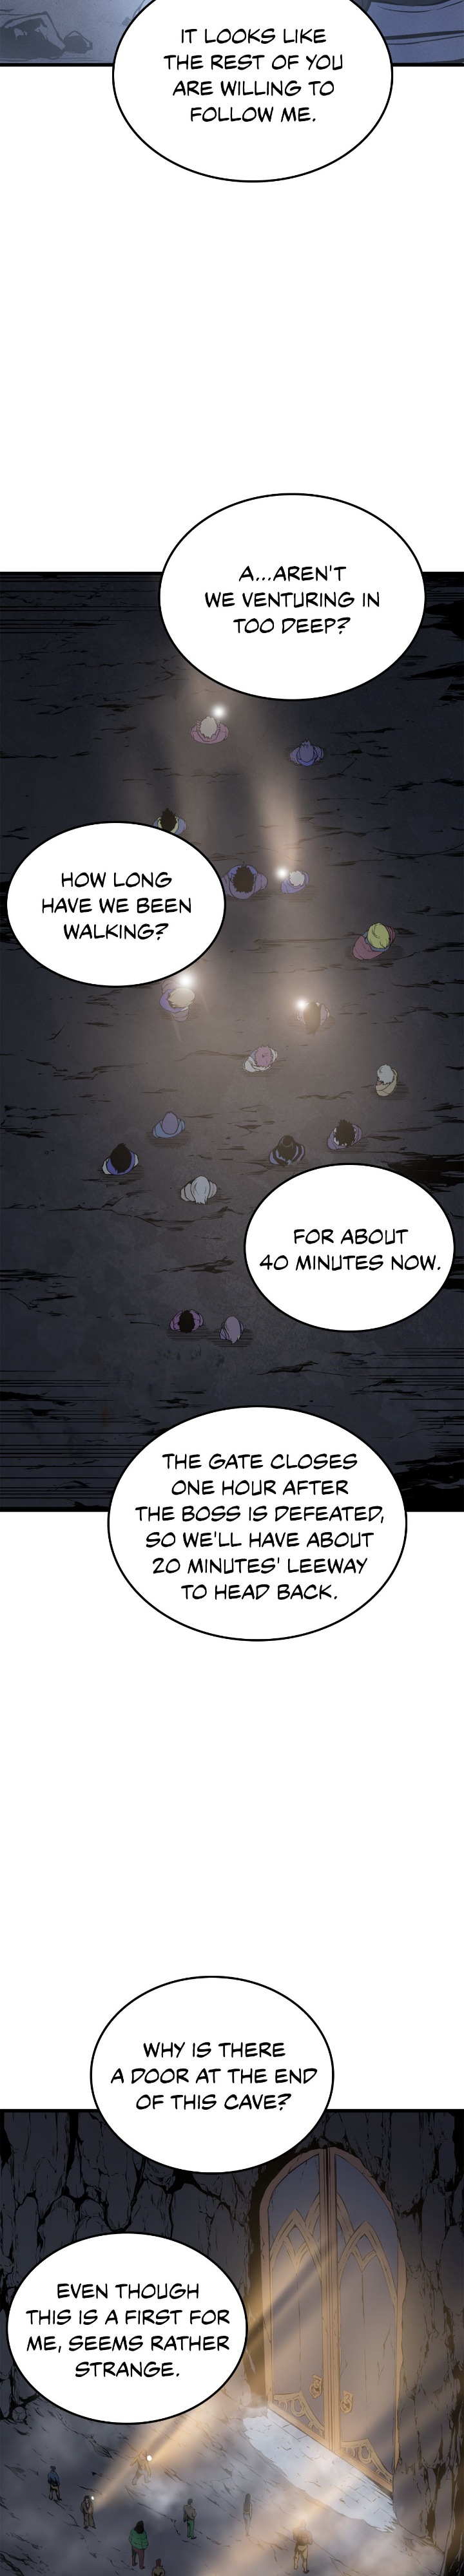 IT LOOKS LIKE
THE REST OF YOU
ARE WILLING TO
FOLLOW ME.
A...AREN'T
WE VENTURING IN
TOO DEEP?
HOW LONG
HAVE WE BEEN
WALKING?
FOR ABOUT
40 MINUTES NOW.
THE GATE CLOSES
ONE HOUR AFTER
THE BOSS IS DEFEATED,
SO WE'LL HAVE ABOUT
20 MINUTES' LEEWAY
TO HEAD BACK.
WHY IS THERE
A DOOR AT THE END
OF THIS CAVE?
EVEN THOUGH
THIS IS A FIRST FOR
ME, SEEMS RATHER
STRANGE.